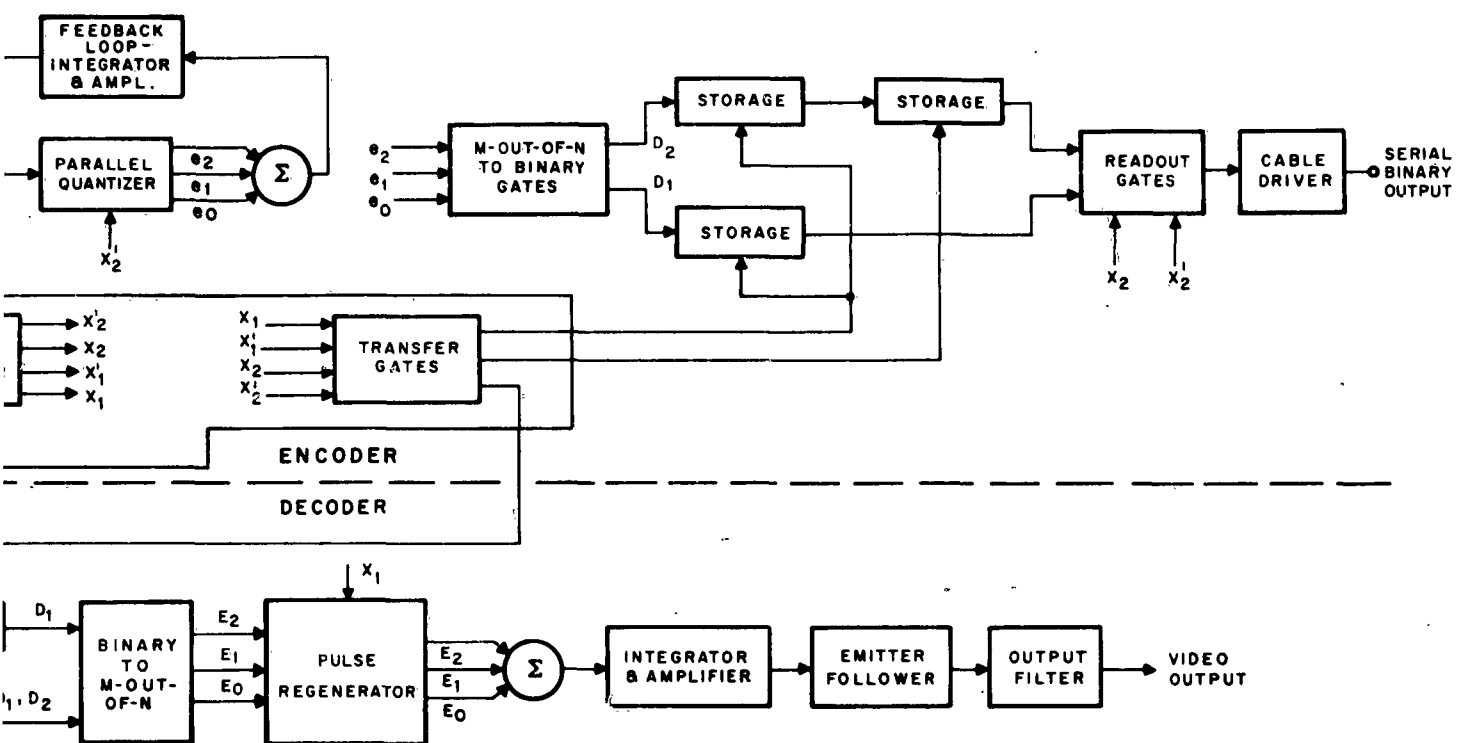 FEEDBACK
LOOP-
INTEGRATOR
& AMPL.
PARALLEL
QUANTIZER
e2
e1
e0
Σ
X'2
e2
e1
e0
M-OUT-OF-N
TO BINARY
GATES
D2
D1
STORAGE
STORAGE
STORAGE
READOUT
GATES
X2
X'2
CABLE
DRIVER
SERIAL
BINARY
OUTPUT
X'2
X2
X'1
X1
X1
X'1
X2
X'2
TRANSFER
GATES
ENCODER
DECODER
D1
D1, D2
BINARY
TO
M-OUT-
OF-N
E2
E1
E0
X1
PULSE
REGENERATOR
E2
E1
E0
Σ
INTEGRATOR
& AMPLIFIER
EMITTER
FOLLOWER
OUTPUT
FILTER
VIDEO
OUTPUT